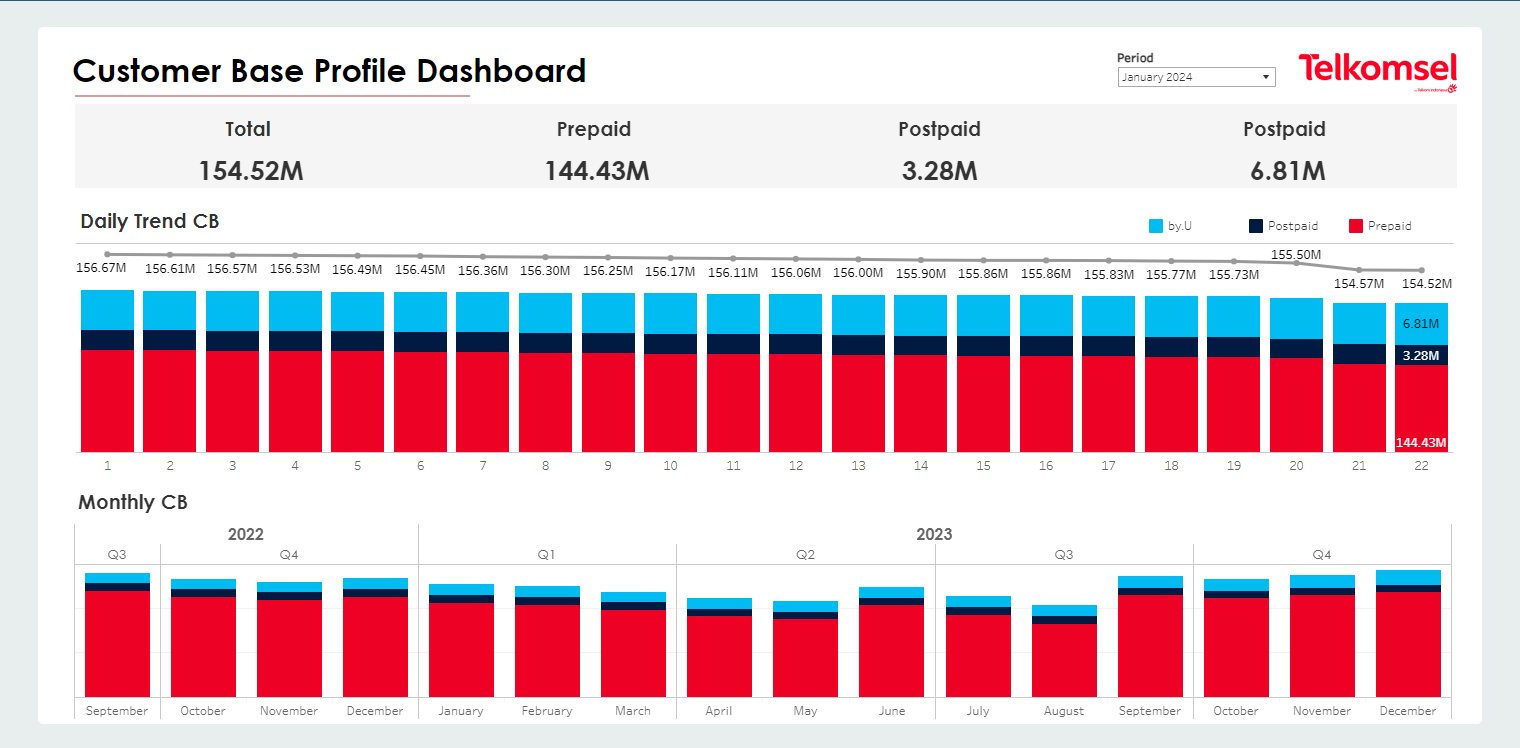 Customer Base Profile Dashboard
Period
January 2024
Telkomsel
by Telkom Indonesia
Total Prepaid Postpaid Postpaid
154.52M 144.43M 3.28M 6.81M
Daily Trend CB
by.U Postpaid Prepaid
156.67M 156.61M 156.57M 156.53M 156.49M 156.45M 156.36M 156.30M 156.25M 156.17M 156.11M 156.06M 156.00M 155.90M 155.86M 155.86M 155.83M 155.77M 155.73M 155.50M 154.57M 154.52M
6.81M
3.28M
144.43M
1 2 3 4 5 6 7 8 9 10 11 12 13 14 15 16 17 18 19 20 21 22
Monthly CB
2022 2023
Q3 Q4 Q1 Q2 Q3 Q4
September October November December January February March April May June July August September October November December